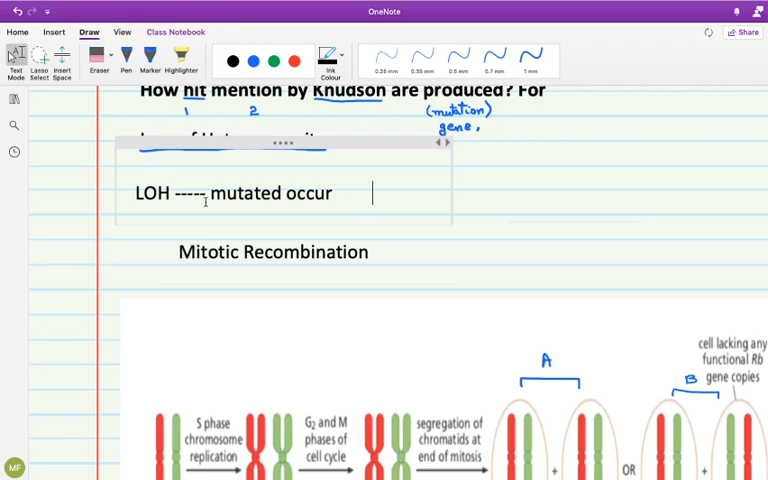 OneNote
Home Insert Draw View Class Notebook
Share
Text Mode
Lasso Select
Insert Space
Eraser
Pen
Marker
Highlighter
Ink Colour
0.25 mm 0.35 mm 0.5 mm 0.7 mm 1 mm
How hit mention by Knudson are produced? For
1 2 (mutation)
gene,
LOH ----- mutated occur
Mitotic Recombination
cell lacking any
functional Rb
gene copies
A
B
S phase
chromosome
replication
G2 and M
phases of
cell cycle
segregation of
chromatids at
end of mitosis
+ OR +
MF